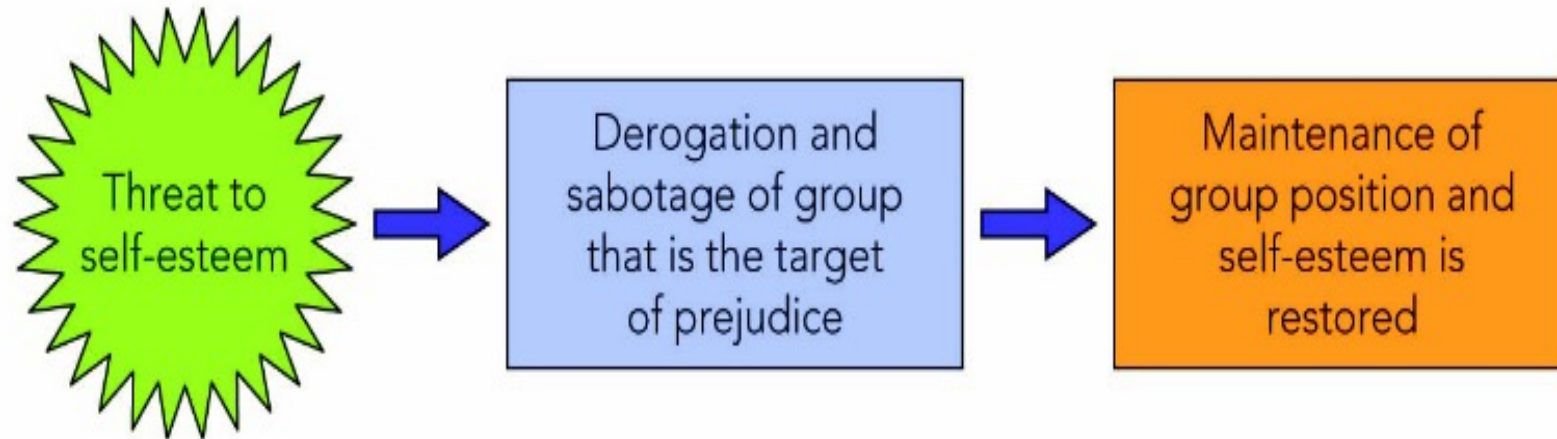 Threat to
self-esteem
Derogation and
sabotage of group
that is the target
of prejudice
Maintenance of
group position and
self-esteem is
restored